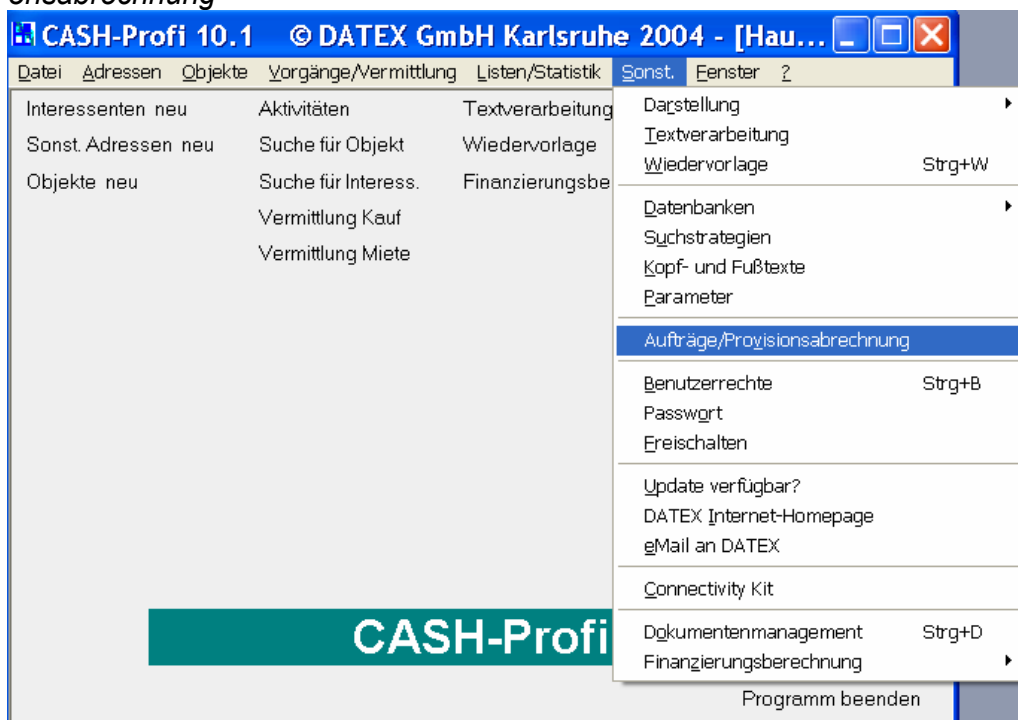 onsabrechnung
CASH-Profi 10.1 © DATEX GmbH Karlsruhe 2004 - [Hau...
Datei Adressen Objekte Vorgänge/Vermittlung Listen/Statistik Sonst. Fenster ?
Interessenten neu Aktivitäten Textverarbeitung
Sonst. Adressen neu Suche für Objekt Wiedervorlage
Objekte neu Suche für Interess. Finanzierungsbe
Vermittlung Kauf
Vermittlung Miete
Darstellung
Textverarbeitung
Wiedervorlage Strg+W
Datenbanken
Suchstrategien
Kopf- und Fußtexte
Parameter
Aufträge/Provisionsabrechnung
Benutzerrechte Strg+B
Passwort
Freischalten
Update verfügbar?
DATEX Internet-Homepage
eMail an DATEX
Connectivity Kit
Dokumentenmanagement Strg+D
Finanzierungsberechnung
CASH-Profi
Programm beenden